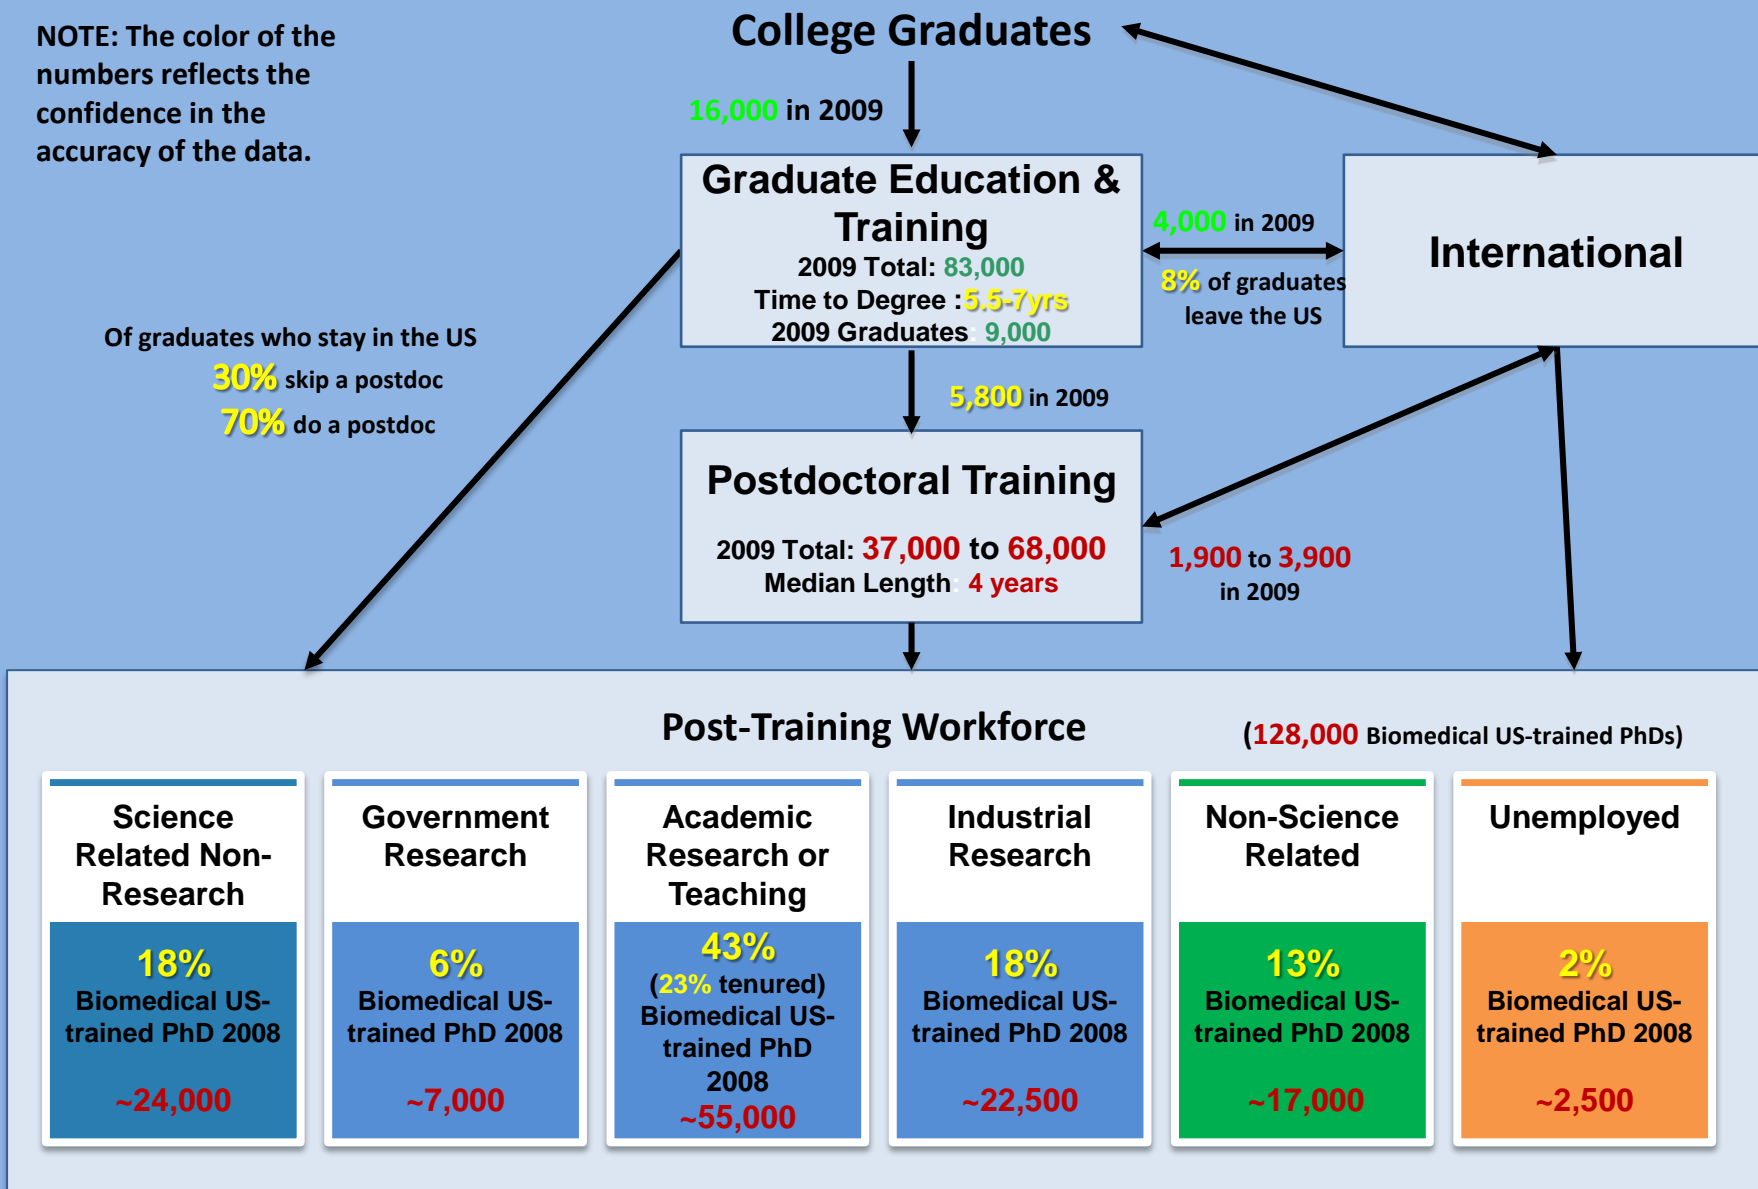 NOTE: The color of the
numbers reflects the
confidence in the
accuracy of the data.
College Graduates
16,000 in 2009
Graduate Education &
Training
2009 Total: 83,000
Time to Degree :5.5-7yrs
2009 Graduates: 9,000
4,000 in 2009
8% of graduates
leave the US
International
Of graduates who stay in the US
30% skip a postdoc
70% do a postdoc
5,800 in 2009
Postdoctoral Training
2009 Total: 37,000 to 68,000
Median Length: 4 years
1,900 to 3,900
in 2009
Post-Training Workforce
(128,000 Biomedical US-trained PhDs)
Science
Related Non-
Research
18%
Biomedical US-
trained PhD 2008
~24,000
Government
Research
6%
Biomedical US-
trained PhD 2008
~7,000
Academic
Research or
Teaching
43%
(23% tenured)
Biomedical US-
trained PhD
2008
~55,000
Industrial
Research
18%
Biomedical US-
trained PhD 2008
~22,500
Non-Science
Related
13%
Biomedical US-
trained PhD 2008
~17,000
Unemployed
2%
Biomedical US-
trained PhD 2008
~2,500